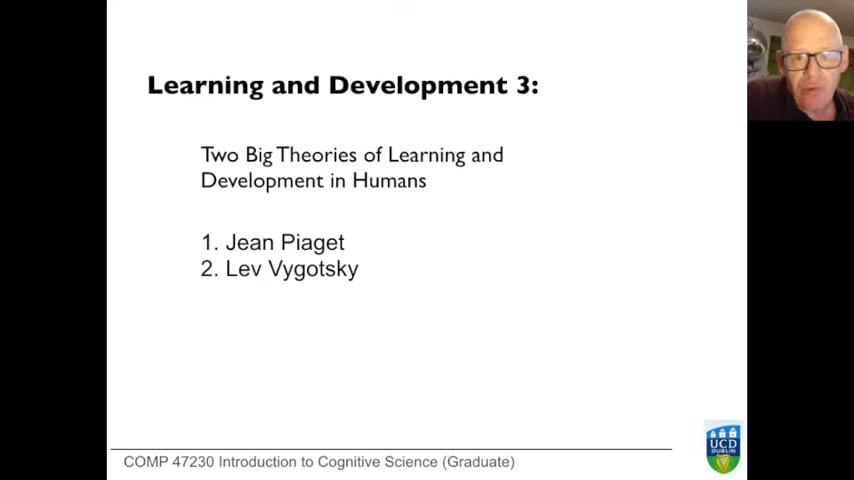 Learning and Development 3:
Two Big Theories of Learning and
Development in Humans
1. Jean Piaget
2. Lev Vygotsky
COMP 47230 Introduction to Cognitive Science (Graduate)
UCD
DUBLIN